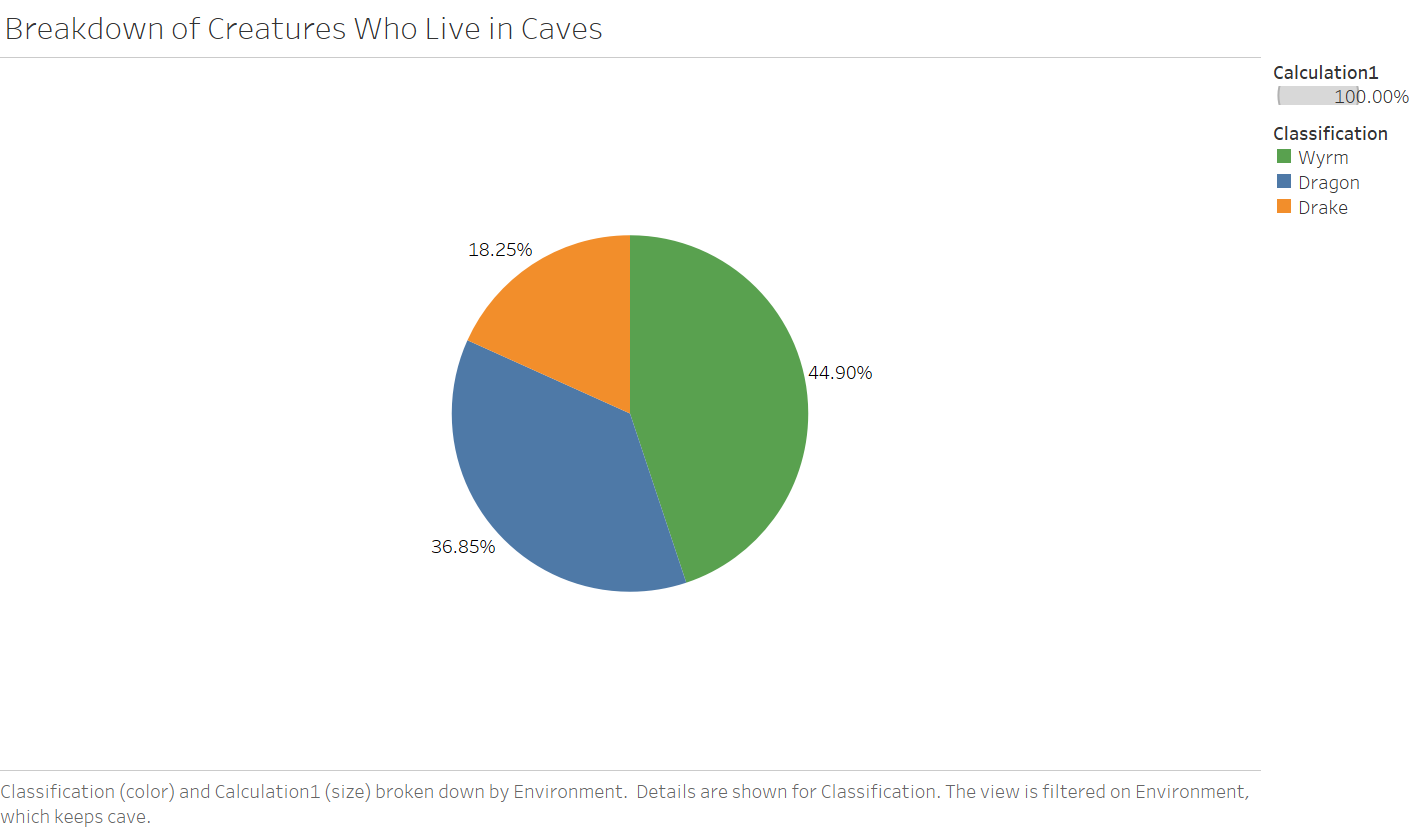 Breakdown of Creatures Who Live in Caves
Calculation1
100.00%
Classification
Wyrm
Dragon
Drake
18.25%
44.90%
36.85%
Classification (color) and Calculation1 (size) broken down by Environment.  Details are shown for Classification. The view is filtered on Environment,
which keeps cave.